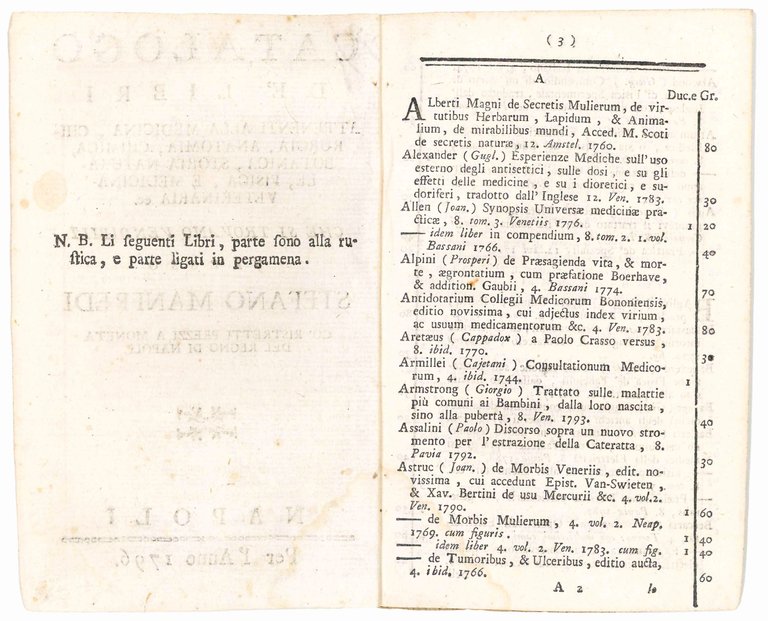 N. B. Li ſeguenti Libri, parte ſono alla ru-
ſtica, e parte ligati in pergamena.
( 3 )
A
Duc. e Gr.
ALberti Magni de Secretis Mulierum, de vir-
tutibus Herbarum, Lapidum, & Anima-
lium, de mirabilibus mundi, Acced. M. Scoti
de secretis naturæ, 12. Amstel. 1760. 80
Alexander ( Gugl. ) Esperienze Mediche sull'uso
esterno degli antisettici, sulle dosi, e su gli
effetti delle medicine, e su i dioretici, e su-
doriferi, tradotto dall'Inglese 12. Ven. 1783. 30
Allen ( Joan. ) Synopsis Universæ medicinæ pra-
cticæ, 8. tom. 3. Venetiis 1776. 1 20
— idem liber in compendium, 8. tom. 2. 1. vol.
Bassani 1766. 40
Alpini ( Prosperi ) de Præsagienda vita, & mor-
te, ægrontatium, cum præfatione Boerhave,
& addition. Gaubii, 4. Bassani 1774. 70
Antidotarium Collegii Medicorum Bononiensis,
editio novissima, cui adjectus index virium,
ac usuum medicamentorum &c. 4. Ven. 1783. 80
Aretæus ( Cappadox ) a Paolo Crasso versus,
8. ibid. 1770. 30
Armillei ( Cajetani ) Consultationum Medico-
rum, 4. ibid. 1744. 1
Armstrong ( Giorgio ) Trattato sulle malattie
più comuni ai Bambini, dalla loro nascita,
sino alla pubertà, 8. Ven. 1793. 40
Assalini ( Paolo ) Discorso sopra un nuovo stro-
mento per l'estrazione della Cateratta, 8.
Pavia 1792. 30
Astruc ( Joan. ) de Morbis Veneriis, edit. no-
vissima, cui accedunt Epist. Van-Swieten,
& Xav. Bertini de usu Mercurii &c. 4. vol. 2.
Ven. 1790. 1 60
— de Morbis Mulierum, 4. vol. 2. Neap.
1769. cum figuris. 1 40
— idem liber 4. vol. 2. Ven. 1783. cum fig. 1 40
— de Tumoribus, & Ulceribus, editio aucta,
4. ibid. 1766. 60
A 2 lo